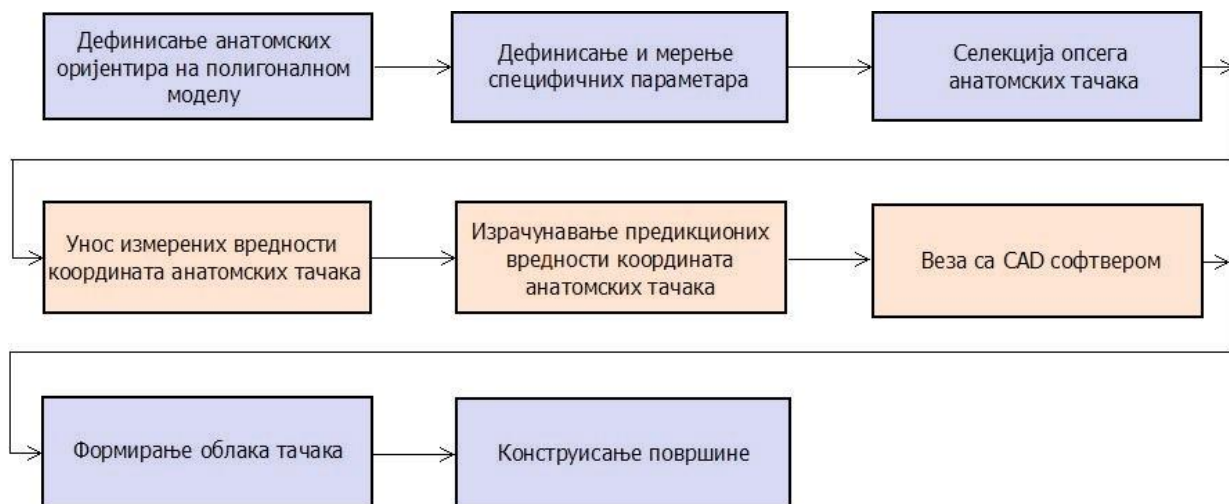 Дефинисање анатомских
оријентира на полигоналном
моделу
Дефинисање и мерење
специфичних параметара
Селекција опсега
анатомских тачака
Унос измерених вредности
координата анатомских тачака
Израчунавање предикционих
вредности координата
анатомских тачака
Веза са CAD софтвером
Формирање облака тачака
Конструисање површине